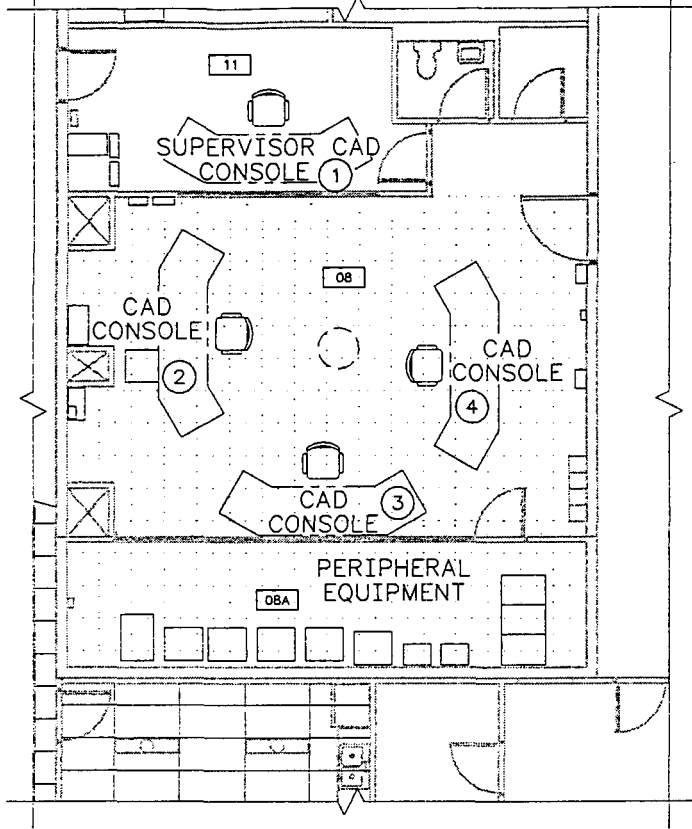 11
SUPERVISOR CAD
CONSOLE 1
08
CAD
CONSOLE
2
CAD
CONSOLE
4
CAD
CONSOLE
3
PERIPHERAL
EQUIPMENT
08A